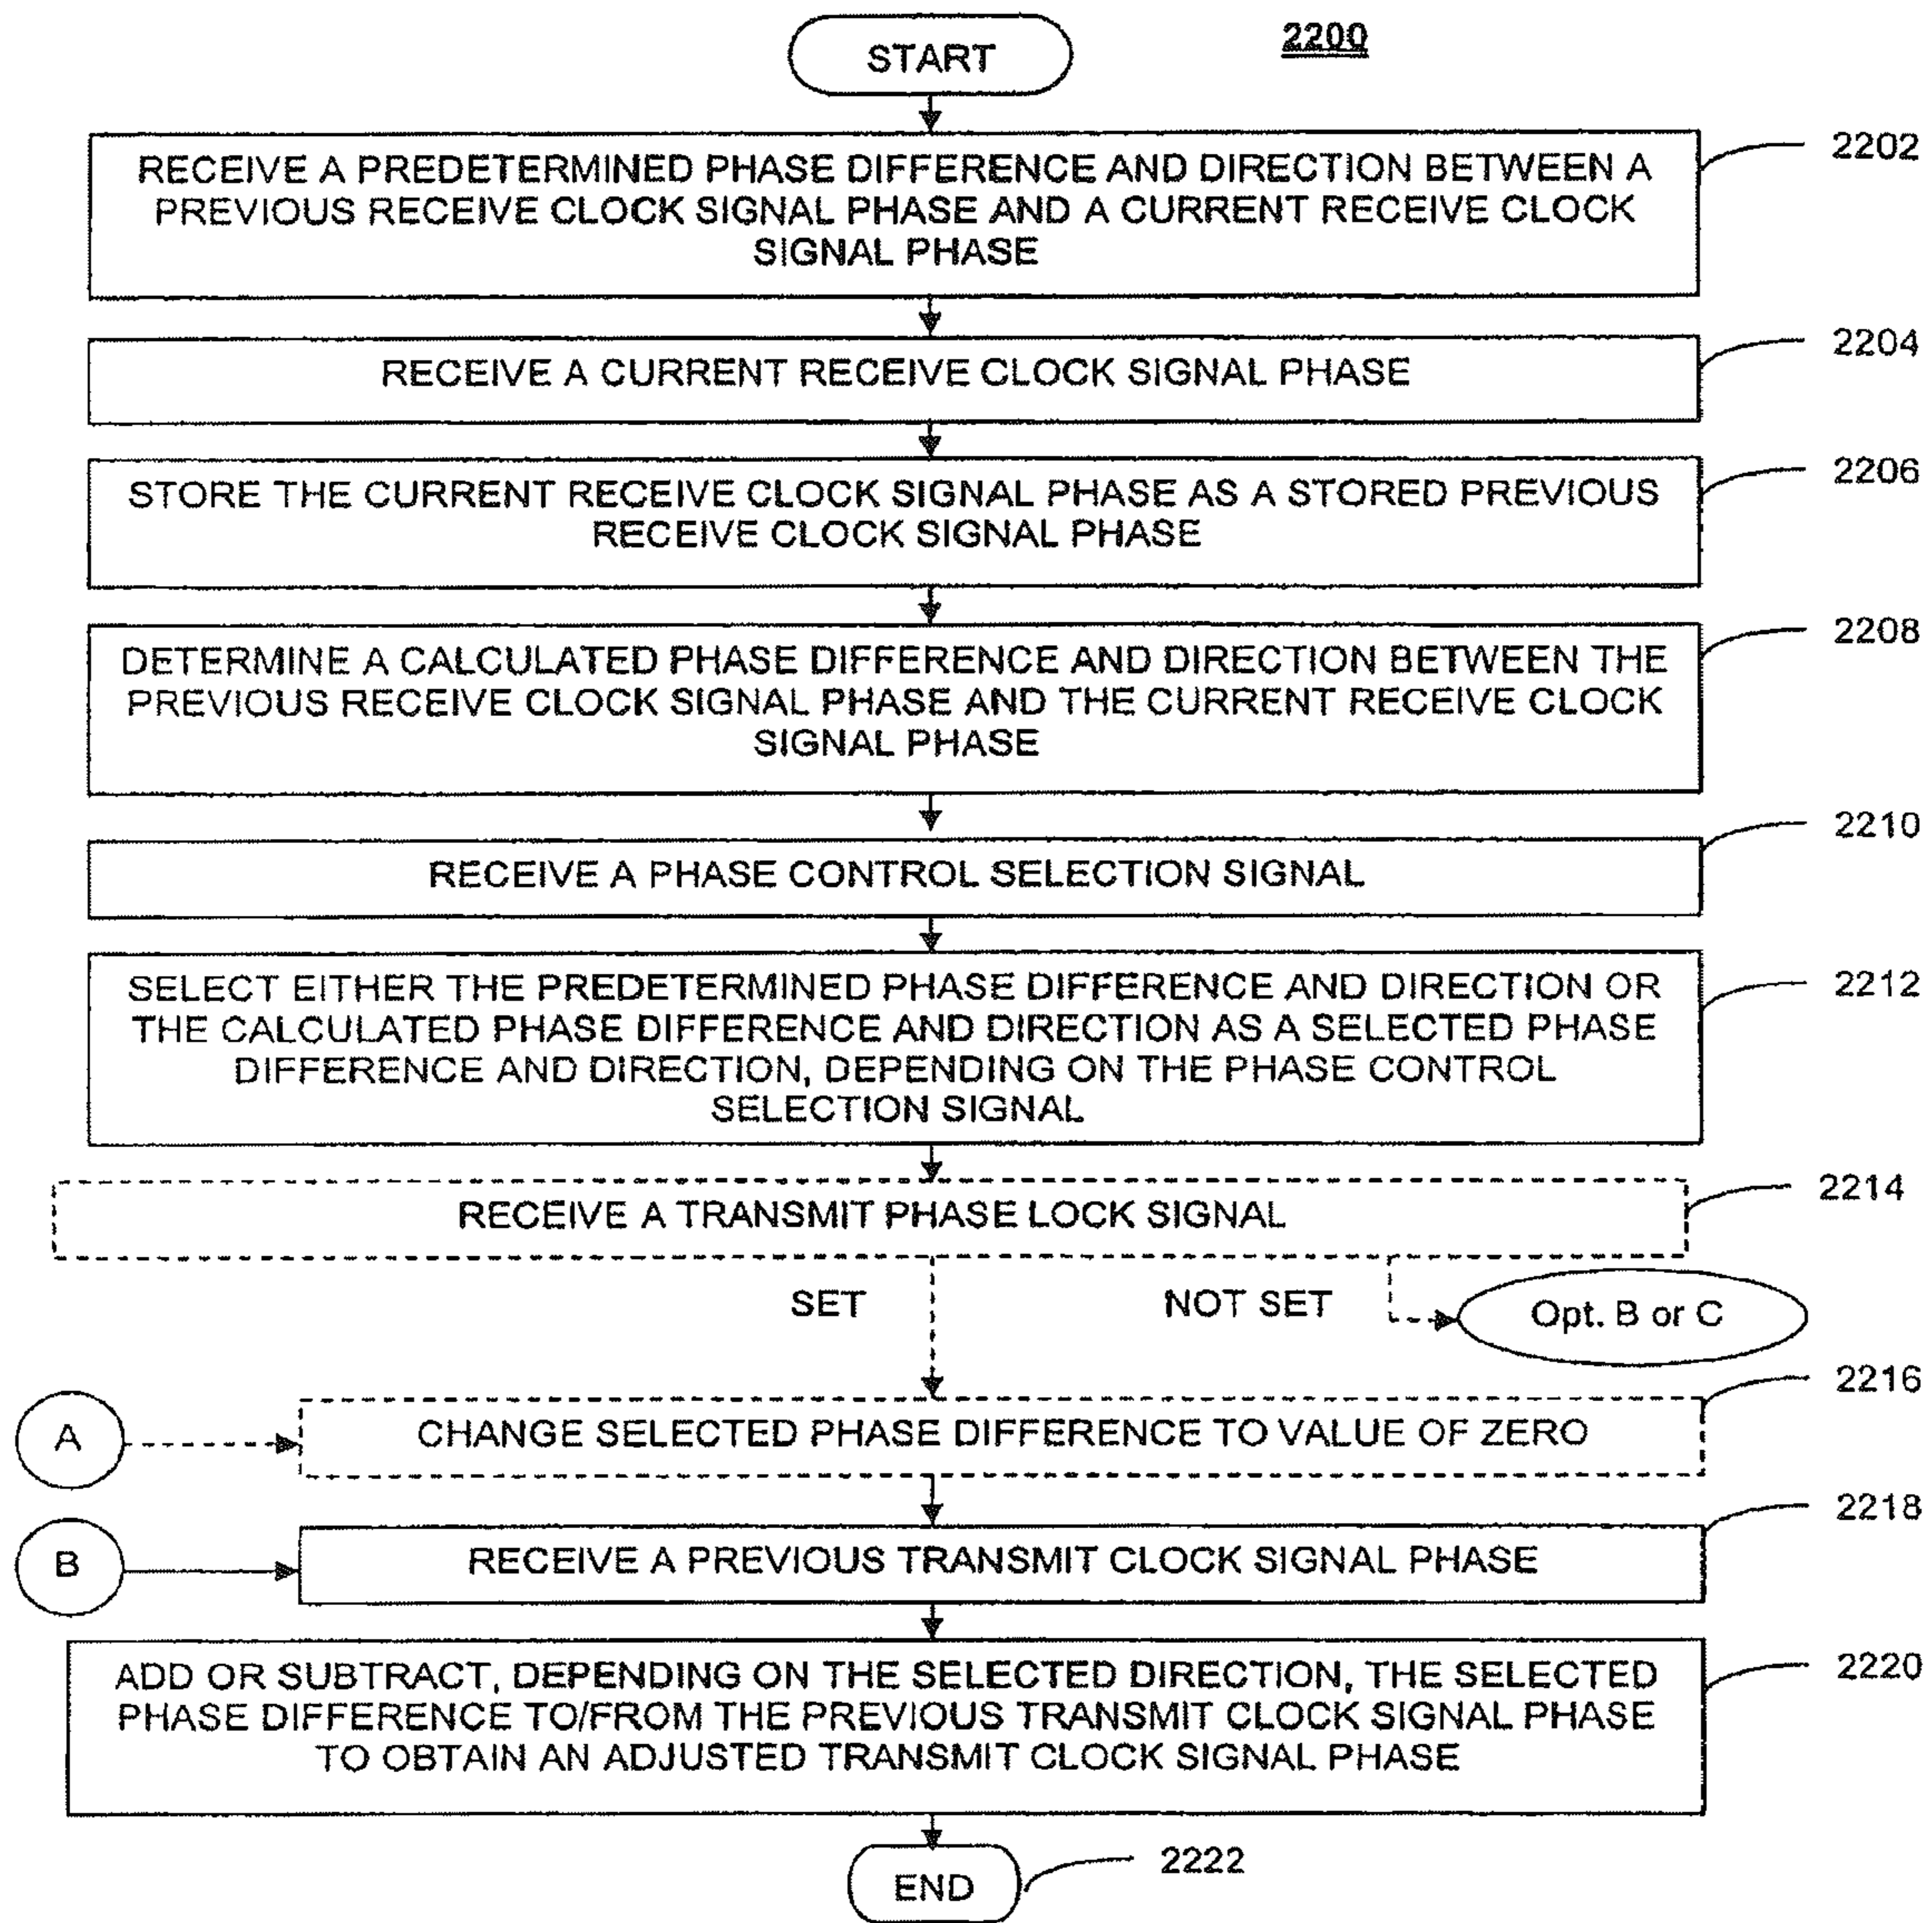 2200
START
RECEIVE A PREDETERMINED PHASE DIFFERENCE AND DIRECTION BETWEEN A
PREVIOUS RECEIVE CLOCK SIGNAL PHASE AND A CURRENT RECEIVE CLOCK
SIGNAL PHASE
2202
RECEIVE A CURRENT RECEIVE CLOCK SIGNAL PHASE
2204
STORE THE CURRENT RECEIVE CLOCK SIGNAL PHASE AS A STORED PREVIOUS
RECEIVE CLOCK SIGNAL PHASE
2206
DETERMINE A CALCULATED PHASE DIFFERENCE AND DIRECTION BETWEEN THE
PREVIOUS RECEIVE CLOCK SIGNAL PHASE AND THE CURRENT RECEIVE CLOCK
SIGNAL PHASE
2208
RECEIVE A PHASE CONTROL SELECTION SIGNAL
2210
SELECT EITHER THE PREDETERMINED PHASE DIFFERENCE AND DIRECTION OR
THE CALCULATED PHASE DIFFERENCE AND DIRECTION AS A SELECTED PHASE
DIFFERENCE AND DIRECTION, DEPENDING ON THE PHASE CONTROL
SELECTION SIGNAL
2212
RECEIVE A TRANSMIT PHASE LOCK SIGNAL
2214
SET
NOT SET
Opt. B or C
A
CHANGE SELECTED PHASE DIFFERENCE TO VALUE OF ZERO
2216
B
RECEIVE A PREVIOUS TRANSMIT CLOCK SIGNAL PHASE
2218
ADD OR SUBTRACT, DEPENDING ON THE SELECTED DIRECTION, THE SELECTED
PHASE DIFFERENCE TO/FROM THE PREVIOUS TRANSMIT CLOCK SIGNAL PHASE
TO OBTAIN AN ADJUSTED TRANSMIT CLOCK SIGNAL PHASE
2220
END
2222